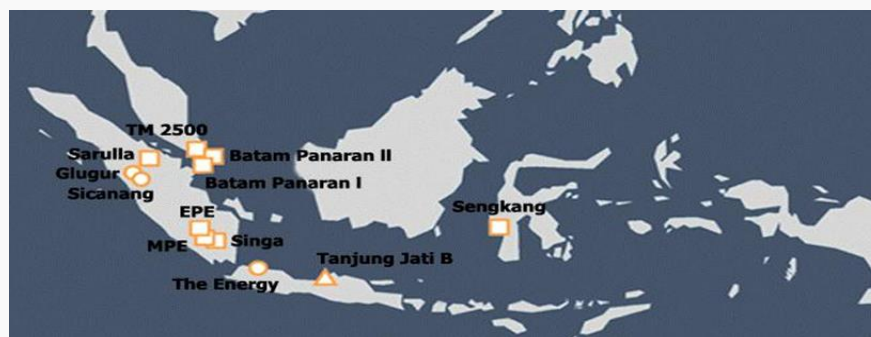 TM 2500
Sarulla
Batam Panaran II
Glugur
Batam Panaran I
Sicanang
Sengkang
EPE
MPE
Singa
Tanjung Jati B
The Energy